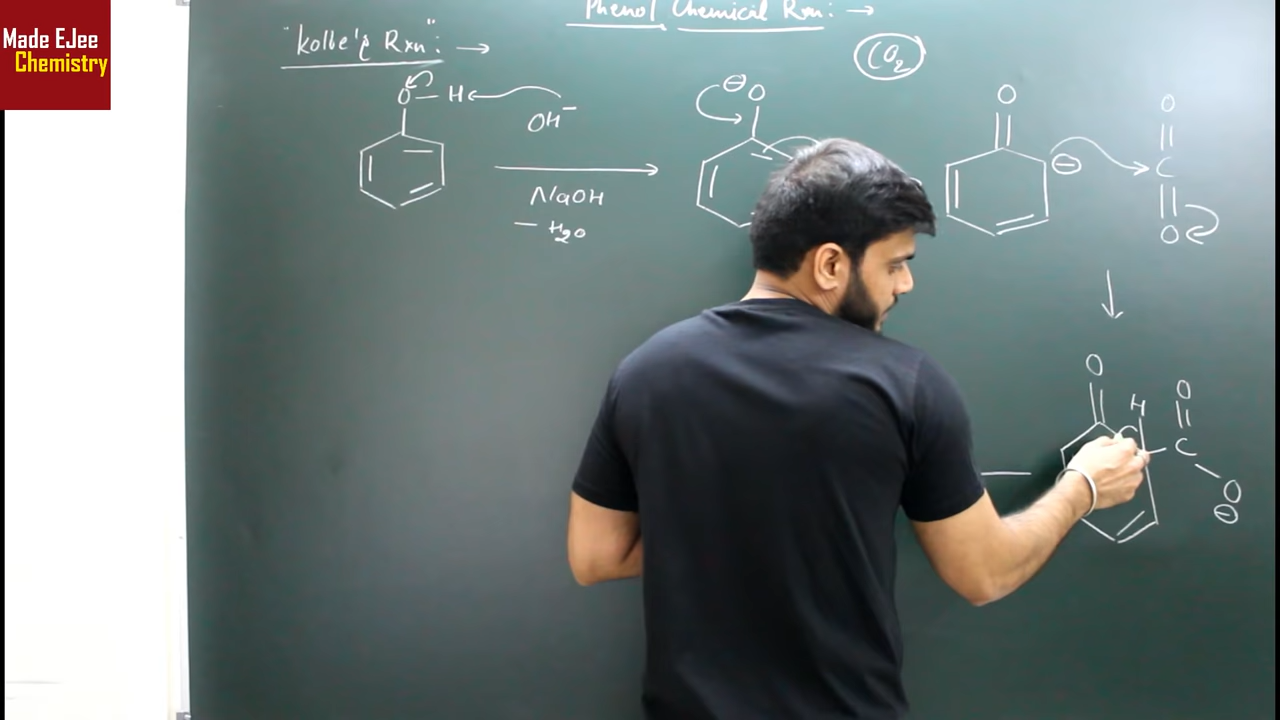 Made EJee
Chemistry
Phenol Chemical Rxn: →
"Kolbe's Rxn": →
CO2
O — H
OH−
NaOH
− H2O
⊖ O
O
⊖
O
C
O
O
H
O
C
O
⊖